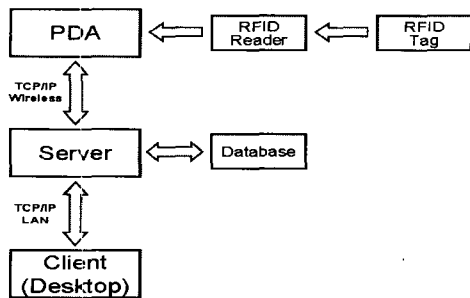 PDA
RFID
Reader
RFID
Tag
TCP/IP
Wireless
Server
Database
TCP/IP
LAN
Client
(Desktop)